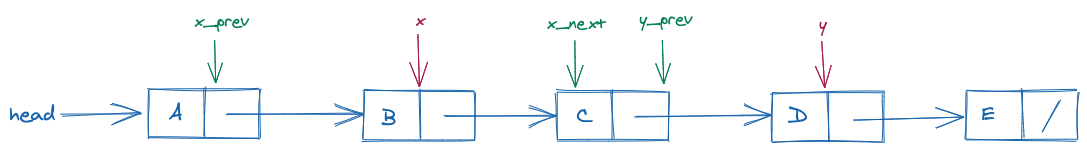 x_prev x x_next y_prev y
head A B C D E /